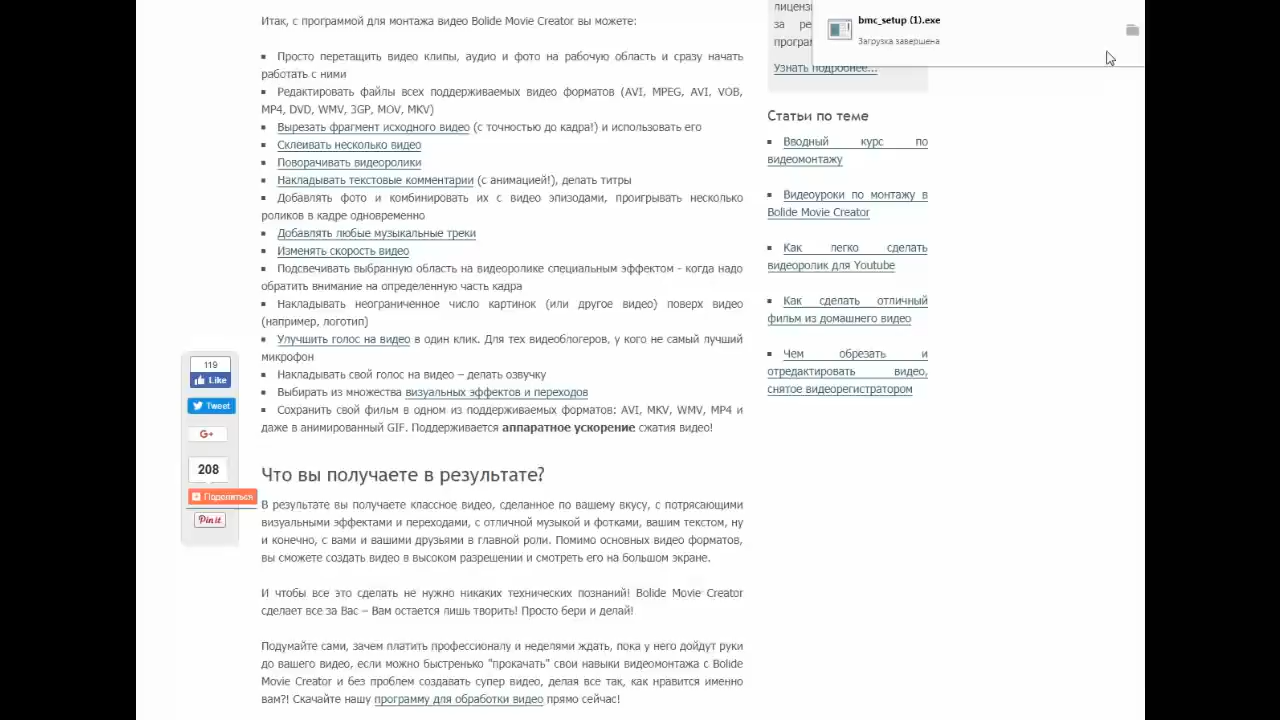 Итак, с программой для монтажа видео Bolide Movie Creator вы можете:
Просто перетащить видео клипы, аудио и фото на рабочую область и сразу начать
работать с ними
Редактировать файлы всех поддерживаемых видео форматов (AVI, MPEG, AVI, VOB,
MP4, DVD, WMV, 3GP, MOV, MKV)
Вырезать фрагмент исходного видео (с точностью до кадра!) и использовать его
Склеивать несколько видео
Поворачивать видеоролики
Накладывать текстовые комментарии (с анимацией!), делать титры
Добавлять фото и комбинировать их с видео эпизодами, проигрывать несколько
роликов в кадре одновременно
Добавлять любые музыкальные треки
Изменять скорость видео
Подсвечивать выбранную область на видеоролике специальным эффектом - когда надо
обратить внимание на определенную часть кадра
Накладывать неограниченное число картинок (или другое видео) поверх видео
(например, логотип)
Улучшить голос на видео в один клик. Для тех видеоблогеров, у кого не самый лучший
микрофон
Накладывать свой голос на видео – делать озвучку
Выбирать из множества визуальных эффектов и переходов
Сохранить свой фильм в одном из поддерживаемых форматов: AVI, MKV, WMV, MP4 и
даже в анимированный GIF. Поддерживается аппаратное ускорение сжатия видео!
Что вы получаете в результате?
В результате вы получаете классное видео, сделанное по вашему вкусу, с потрясающими
визуальными эффектами и переходами, с отличной музыкой и фотками, вашим текстом, ну
и конечно, с вами и вашими друзьями в главной роли. Помимо основных видео форматов,
вы сможете создать видео в высоком разрешении и смотреть его на большом экране.
И чтобы все это сделать не нужно никаких технических познаний! Bolide Movie Creator
сделает все за Вас – Вам остается лишь творить! Просто бери и делай!
Подумайте сами, зачем платить профессионалу и неделями ждать, пока у него дойдут руки
до вашего видео, если можно быстренько "прокачать" свои навыки видеомонтажа с Bolide
Movie Creator и без проблем создавать супер видео, делая все так, как нравится именно
вам?! Скачайте нашу программу для обработки видео прямо сейчас!
119
Like
Tweet
G+
208
Поделиться
Pin it
за
Узнать подробнее...
bmc_setup (1).exe
Загрузка завершена
Статьи по теме
Вводный курс по
видеомонтажу
Видеоуроки по монтажу в
Bolide Movie Creator
Как легко сделать
видеоролик для Youtube
Как сделать отличный
фильм из домашнего видео
Чем обрезать и
отредактировать видео,
снятое видеорегистратором